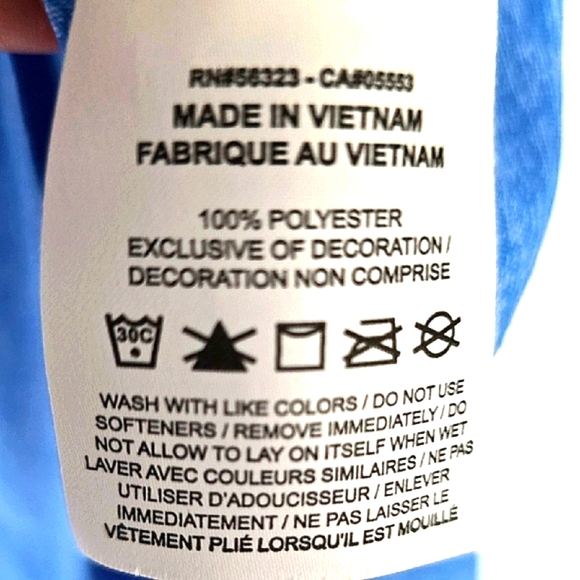 RN#56323 - CA#05553
MADE IN VIETNAM
FABRIQUE AU VIETNAM
100% POLYESTER
EXCLUSIVE OF DECORATION /
DECORATION NON COMPRISE
30C
WASH WITH LIKE COLORS / DO NOT USE
SOFTENERS / REMOVE IMMEDIATELY / DO
NOT ALLOW TO LAY ON ITSELF WHEN WET
LAVER AVEC COULEURS SIMILAIRES / NE PAS
UTILISER D'ADOUCISSEUR / ENLEVER
IMMEDIATEMENT / NE PAS LAISSER LE
VÊTEMENT PLIÉ LORSQU'IL EST MOUILLÉ